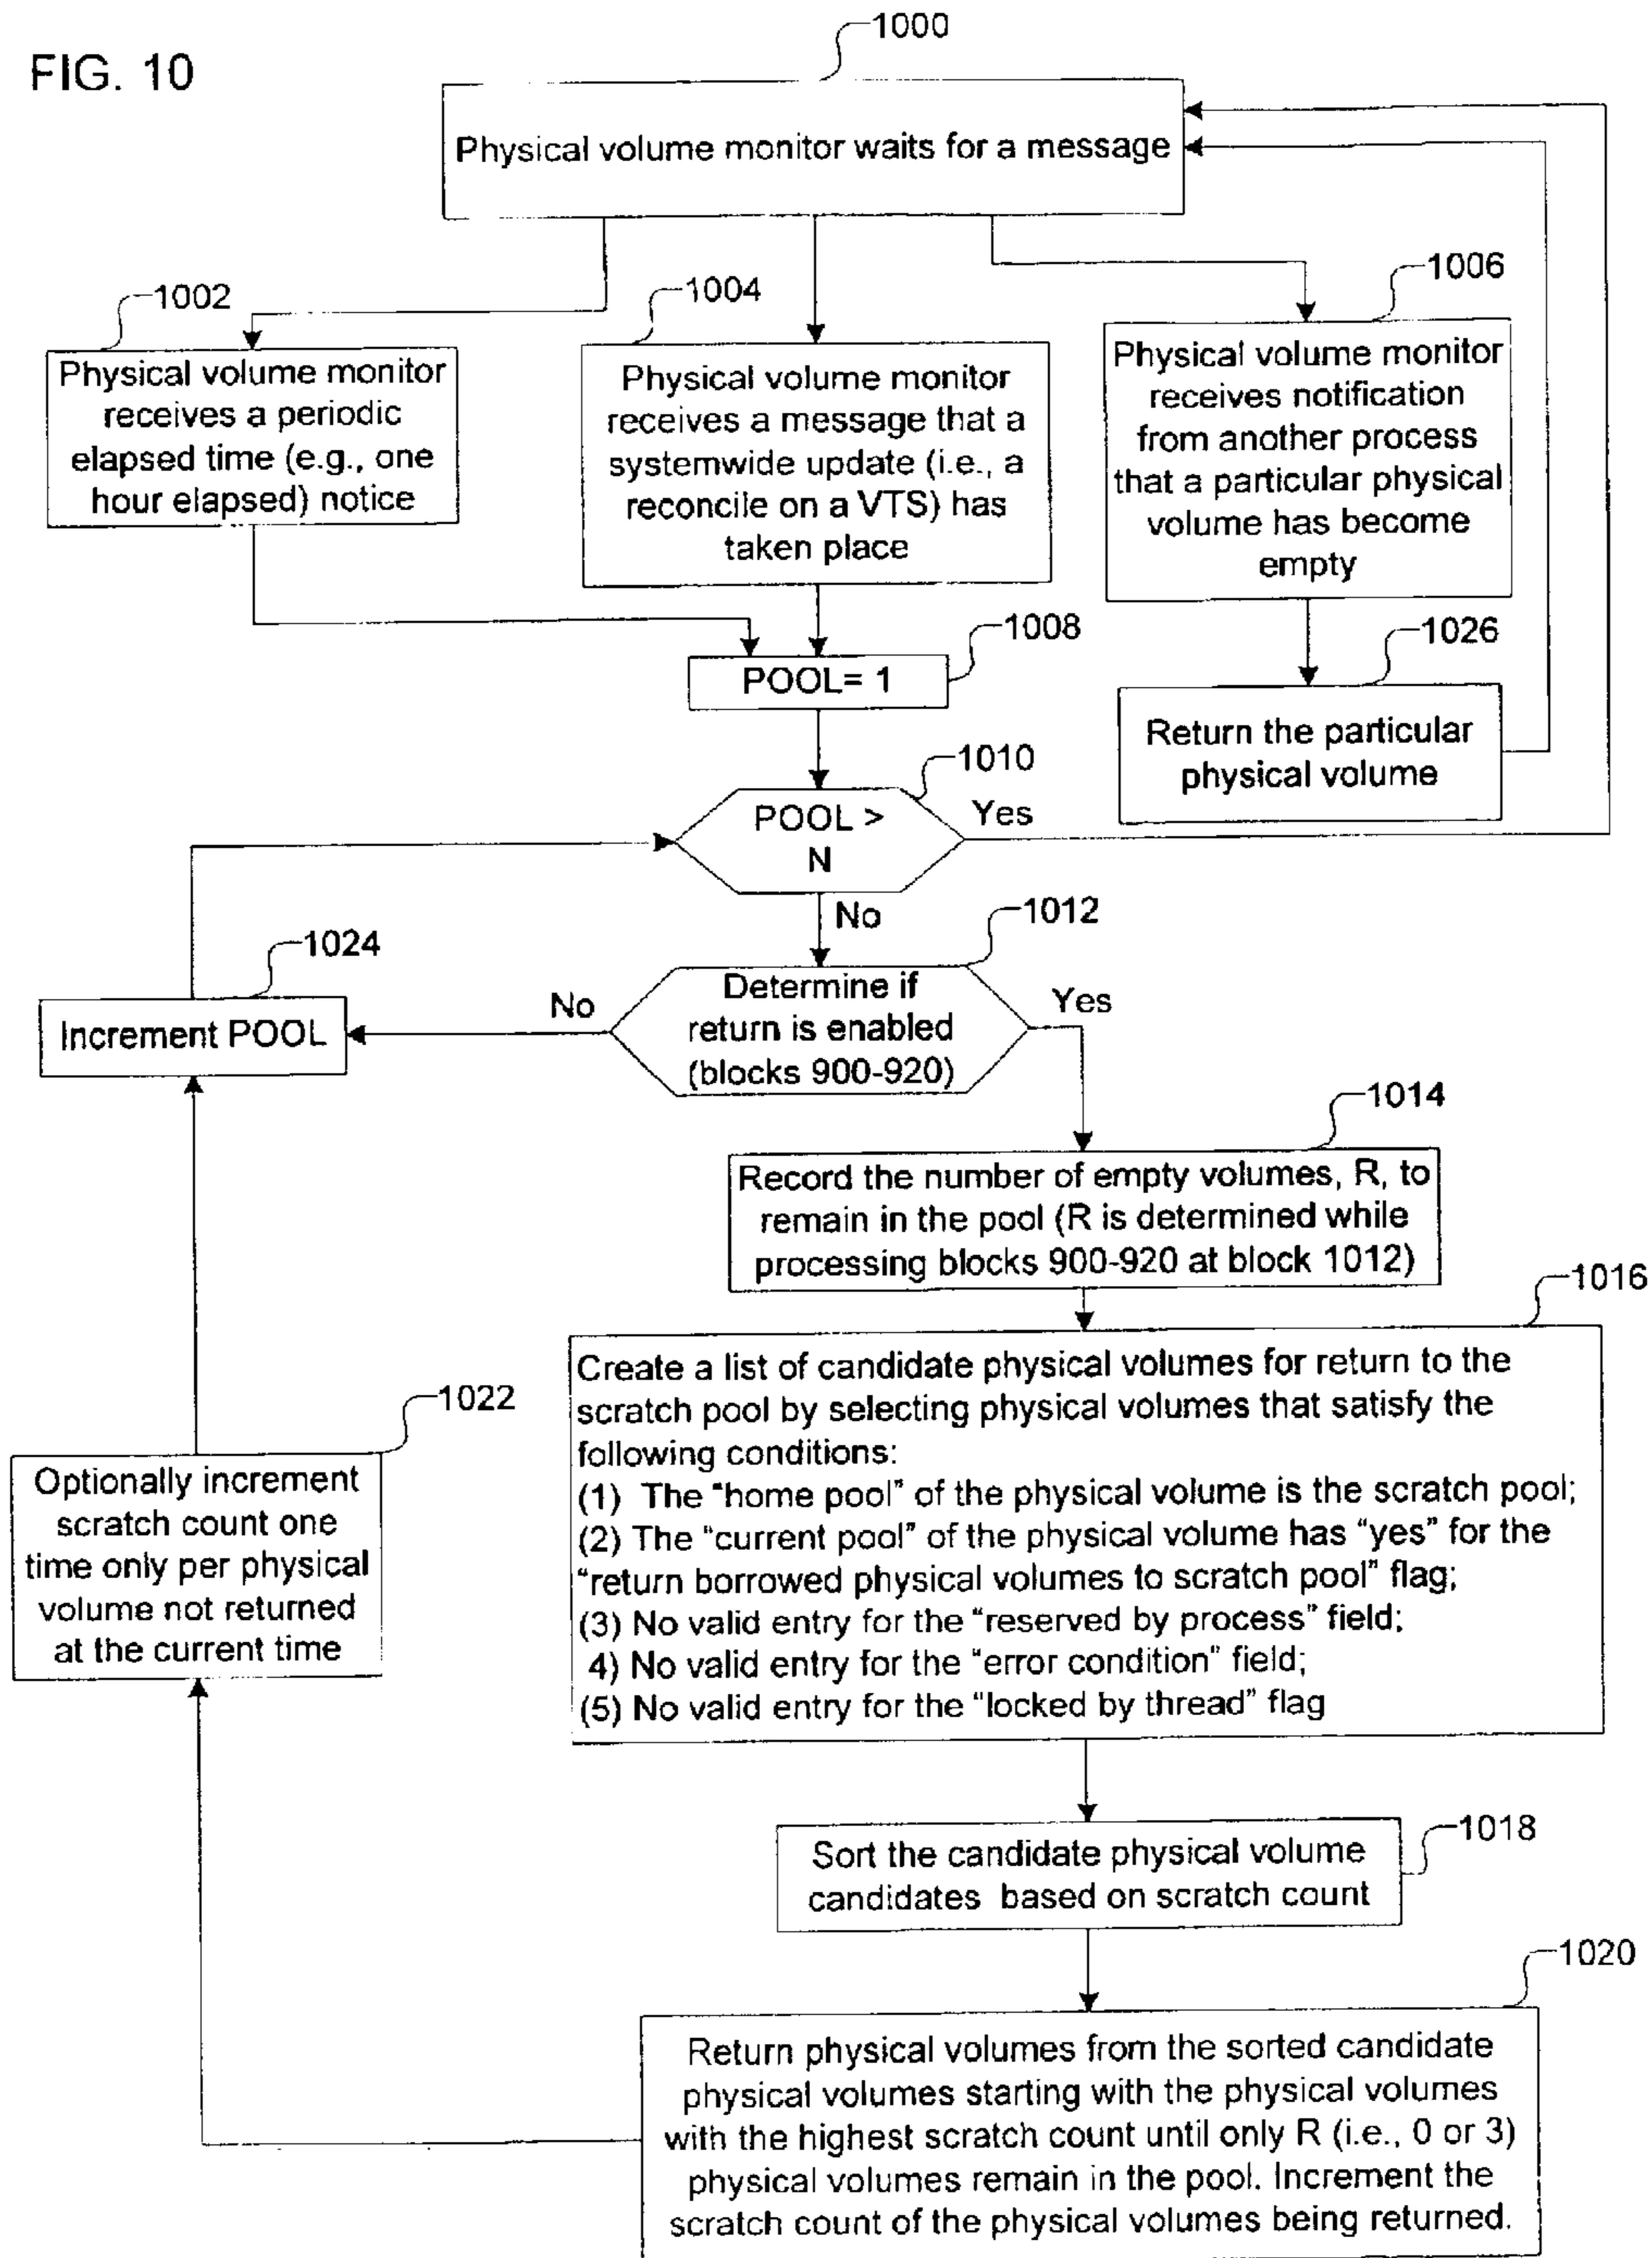 FIG. 10
1000
Physical volume monitor waits for a message
1002
Physical volume monitor
receives a periodic
elapsed time (e.g., one
hour elapsed) notice
1004
Physical volume monitor
receives a message that a
systemwide update (i.e., a
reconcile on a VTS) has
taken place
1006
Physical volume monitor
receives notification
from another process
that a particular physical
volume has become
empty
1008
POOL= 1
1026
Return the particular
physical volume
1010
POOL >
N
Yes
No
1012
Determine if
return is enabled
(blocks 900-920)
No
Yes
1024
Increment POOL
1014
Record the number of empty volumes, R, to
remain in the pool (R is determined while
processing blocks 900-920 at block 1012)
1016
Create a list of candidate physical volumes for return to the
scratch pool by selecting physical volumes that satisfy the
following conditions:
(1) The "home pool" of the physical volume is the scratch pool;
(2) The "current pool" of the physical volume has "yes" for the
"return borrowed physical volumes to scratch pool" flag;
(3) No valid entry for the "reserved by process" field;
4) No valid entry for the "error condition" field;
(5) No valid entry for the "locked by thread" flag
1022
Optionally increment
scratch count one
time only per physical
volume not returned
at the current time
1018
Sort the candidate physical volume
candidates based on scratch count
1020
Return physical volumes from the sorted candidate
physical volumes starting with the physical volumes
with the highest scratch count until only R (i.e., 0 or 3)
physical volumes remain in the pool. Increment the
scratch count of the physical volumes being returned.